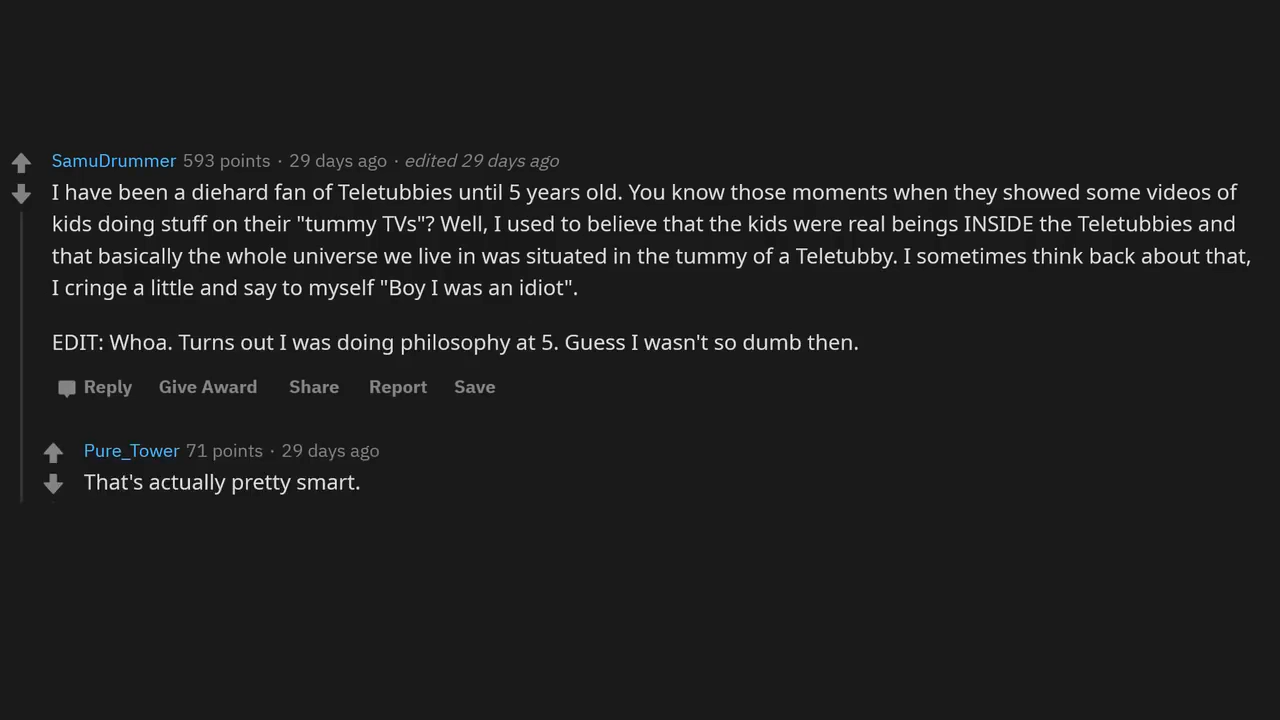 SamuDrummer 593 points · 29 days ago · edited 29 days ago
I have been a diehard fan of Teletubbies until 5 years old. You know those moments when they showed some videos of
kids doing stuff on their "tummy TVs"? Well, I used to believe that the kids were real beings INSIDE the Teletubbies and
that basically the whole universe we live in was situated in the tummy of a Teletubby. I sometimes think back about that,
I cringe a little and say to myself "Boy I was an idiot".
EDIT: Whoa. Turns out I was doing philosophy at 5. Guess I wasn't so dumb then.
Reply Give Award Share Report Save
Pure_Tower 71 points · 29 days ago
That's actually pretty smart.